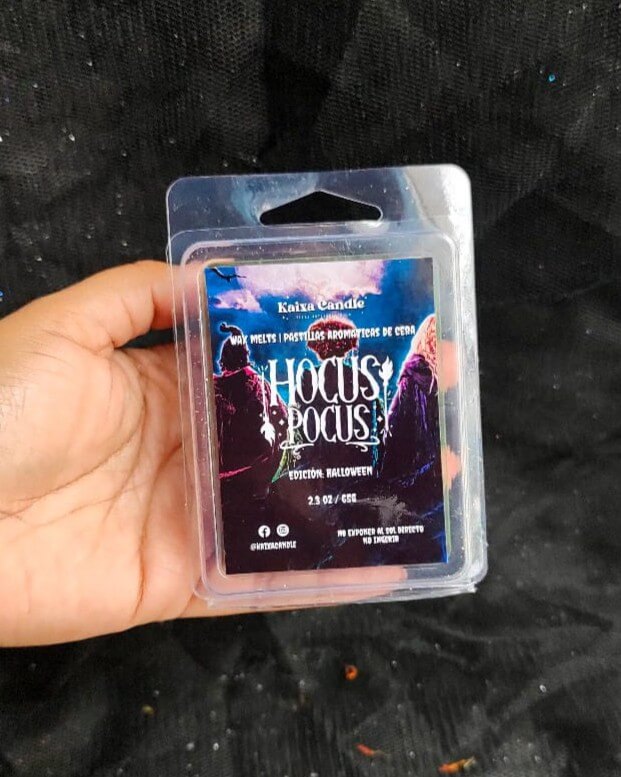 Kaixa Candle
WAX MELTS | PASTILLAS AROMATICAS DE CERA
HOCUS
POCUS
EDICIÓN: HALLOWEEN
2.3 OZ / 65G
@KAIXACANDLE
NO EXPONER AL SOL DIRECTO
NO INGERIR